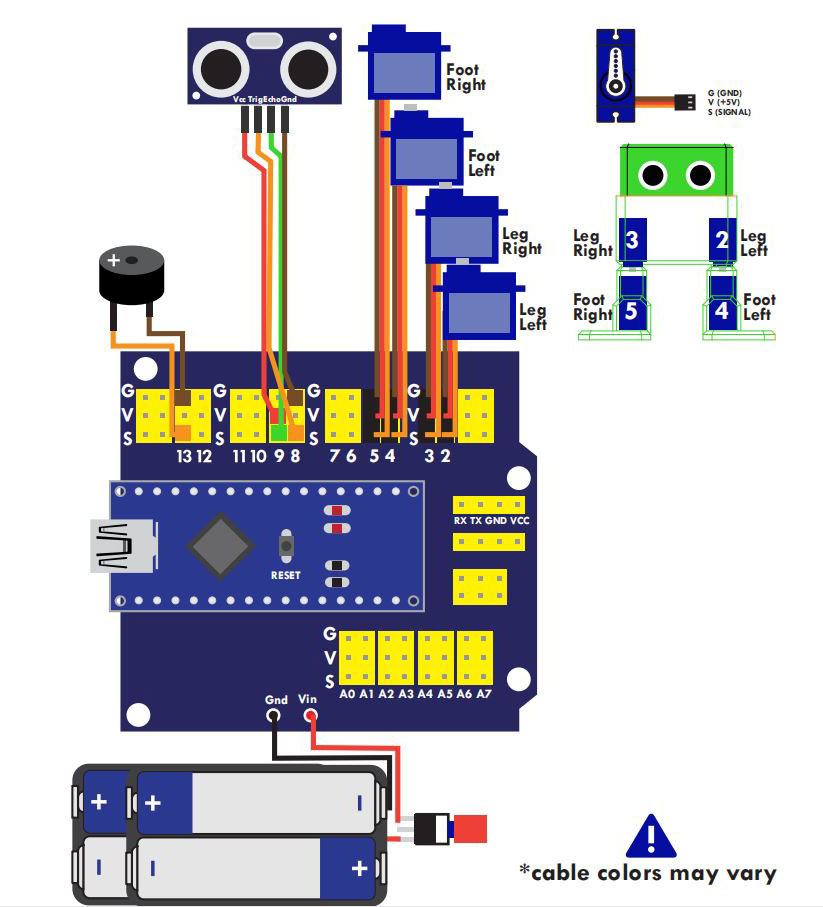 Vcc Trig Echo Gnd
Foot
Right
Foot
Left
Leg
Right
Leg
Left
G (GND)
V (+5V)
S (SIGNAL)
Leg
Right
3
2
Leg
Left
Foot
Right
5
4
Foot
Left
+
G
V
S
G
V
S
G
V
S
G
V
S
13 12
11 10
9 8
7 6
5 4
3 2
RX TX GND VCC
RESET
G
V
S
A0 A1 A2 A3 A4 A5 A6 A7
Gnd Vin
+
+
-
-
-
+
!
*cable colors may vary